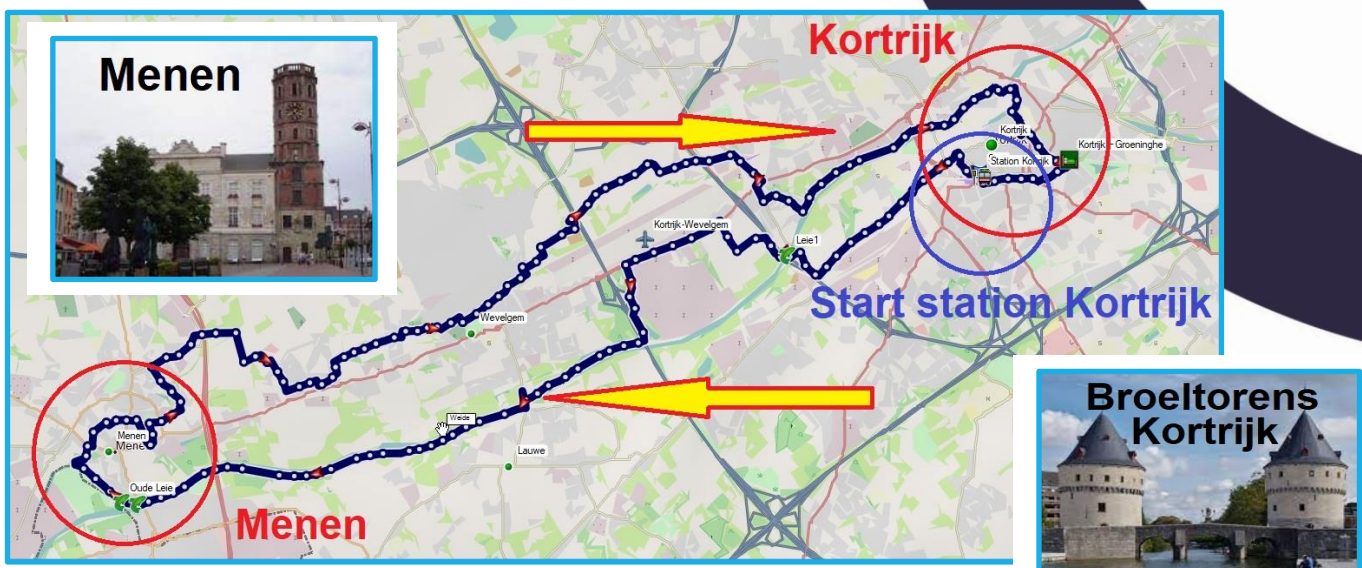 Menen
Kortrijk
Kortrijk
Kortrijk - Groeninghe
Station Kortrijk
Kortrijk-Wevelgem
Leie1
Start station Kortrijk
Wevelgem
Weide
Menen
Mene
Lauwe
Oude Leie
Menen
Broeltorens
Kortrijk